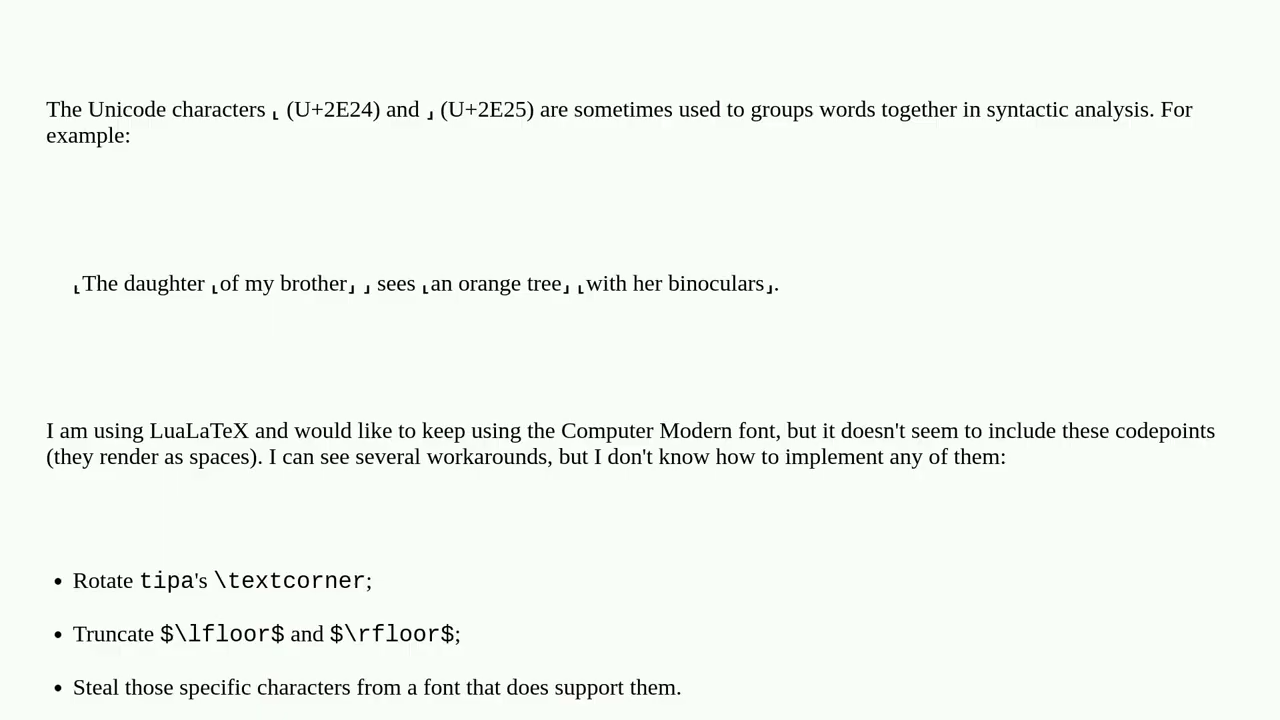 The Unicode characters ⸤ (U+2E24) and ⸥ (U+2E25) are sometimes used to groups words together in syntactic analysis. For
example:
⸤The daughter ⸤of my brother⸥ ⸥ sees ⸤an orange tree⸥ ⸤with her binoculars⸥.
I am using LuaLaTeX and would like to keep using the Computer Modern font, but it doesn't seem to include these codepoints
(they render as spaces). I can see several workarounds, but I don't know how to implement any of them:
• Rotate tipa's \textcorner;
• Truncate $\lfloor$ and $\rfloor$;
• Steal those specific characters from a font that does support them.